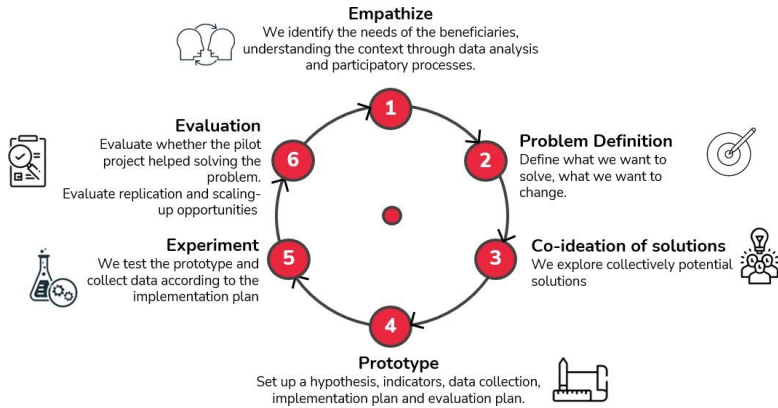 Empathize
We identify the needs of the beneficiaries,
understanding the context through data analysis
and participatory processes.
1
Problem Definition
Define what we want to
solve, what we want to
change.
2
Co-ideation of solutions
We explore collectively potential
solutions
3
4
Prototype
Set up a hypothesis, indicators, data collection,
implementation plan and evaluation plan.
Experiment
We test the prototype and
collect data according to the
implementation plan
5
Evaluation
Evaluate whether the pilot
project helped solving the
problem.
Evaluate replication and scaling-
up opportunities
6